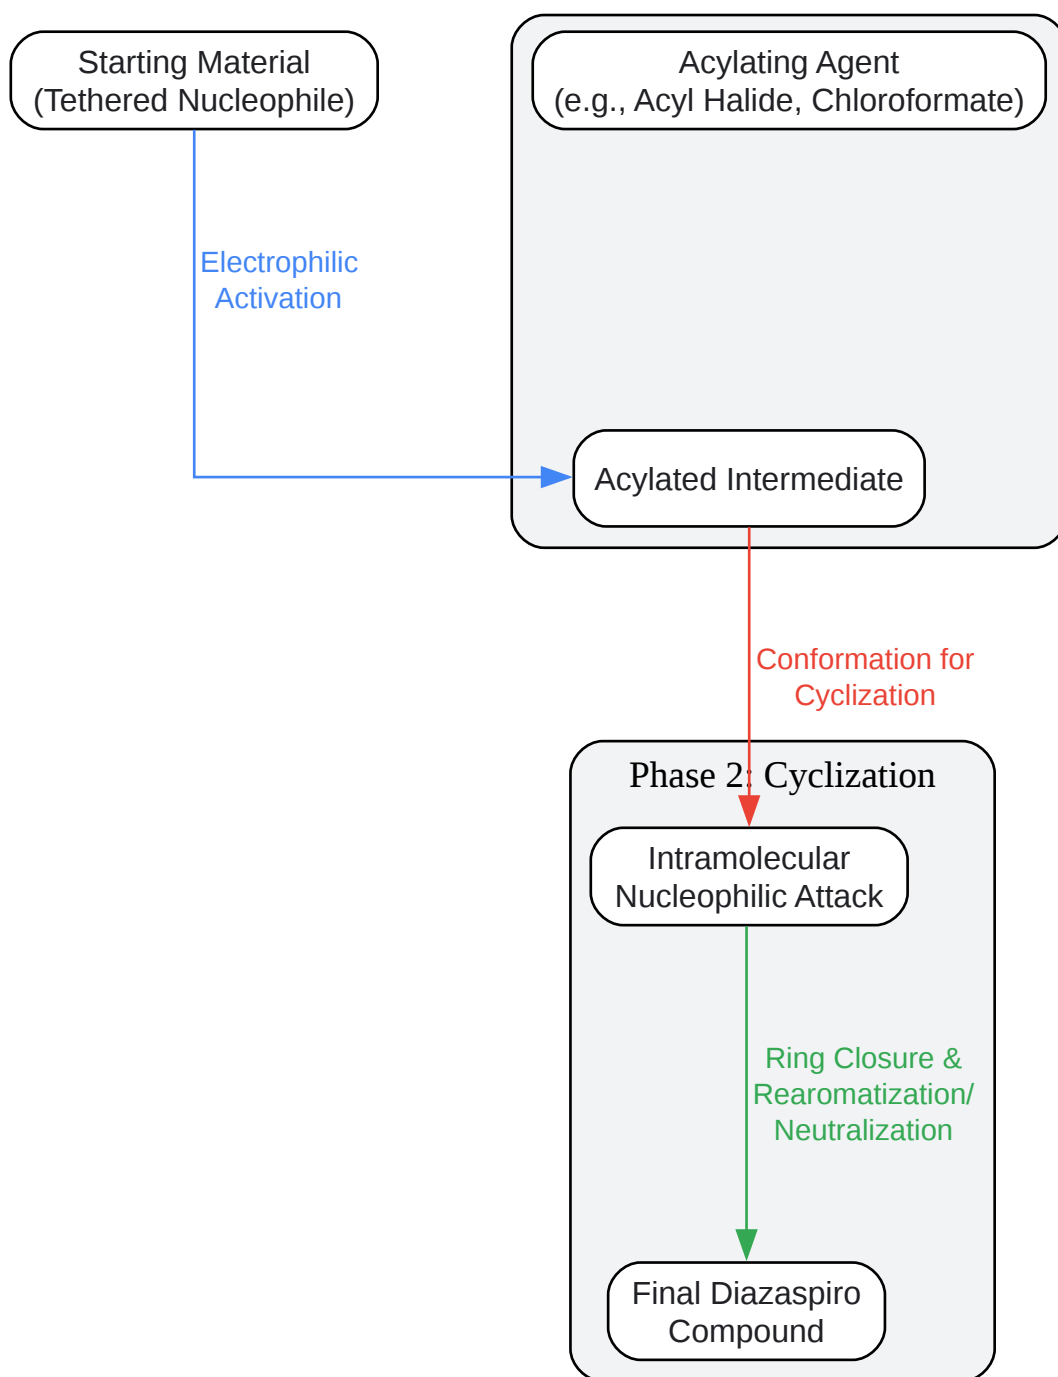 Starting Material
(Tethered Nucleophile)
Acylating Agent
(e.g., Acyl Halide, Chloroformate)
Electrophilic
Activation
Acylated Intermediate
Conformation for
Cyclization
Phase 2: Cyclization
Intramolecular
Nucleophilic Attack
Ring Closure &
Rearomatization/
Neutralization
Final Diazaspiro
Compound